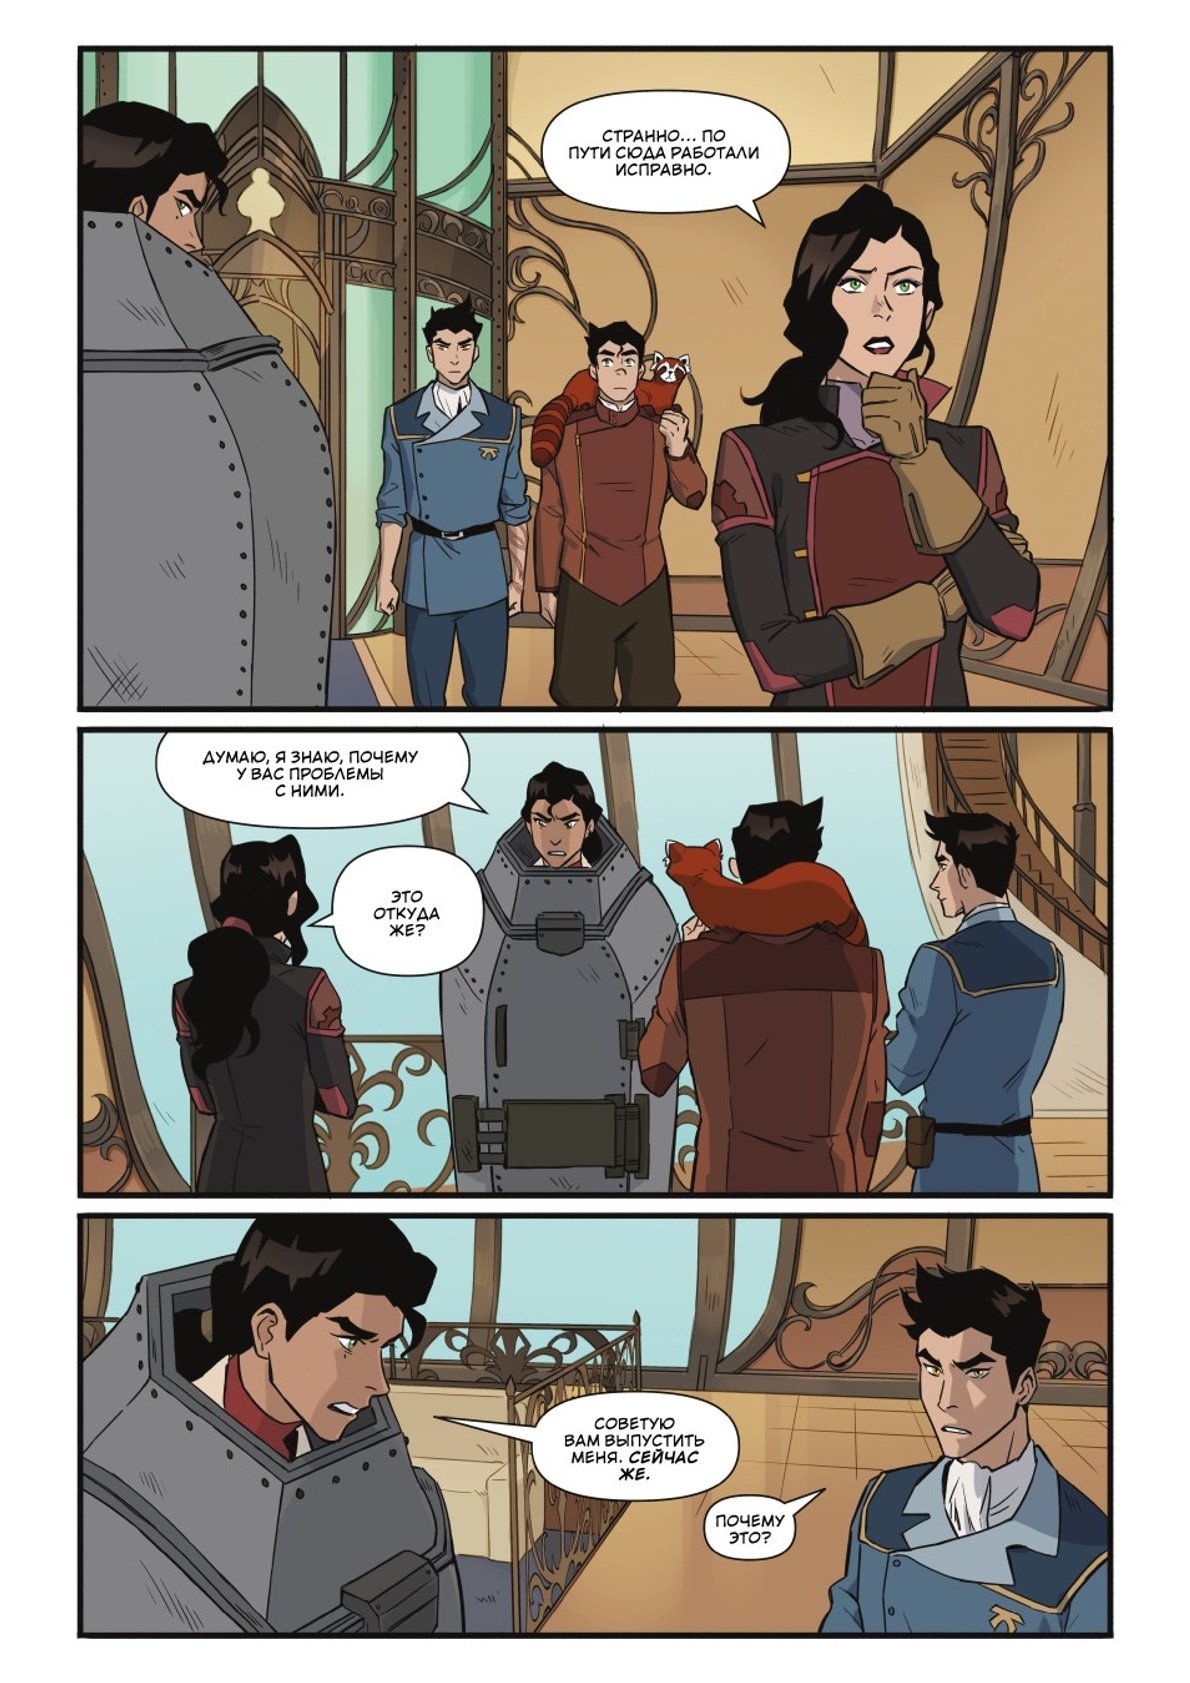 СТРАННО... ПО
ПУТИ СЮДА РАБОТАЛИ
ИСПРАВНО.
ДУМАЮ, Я ЗНАЮ, ПОЧЕМУ
У ВАС ПРОБЛЕМЫ
С НИМИ.
ЭТО
ОТКУДА
ЖЕ?
СОВЕТУЮ
ВАМ ВЫПУСТИТЬ
МЕНЯ. СЕЙЧАС
ЖЕ.
ПОЧЕМУ
ЭТО?